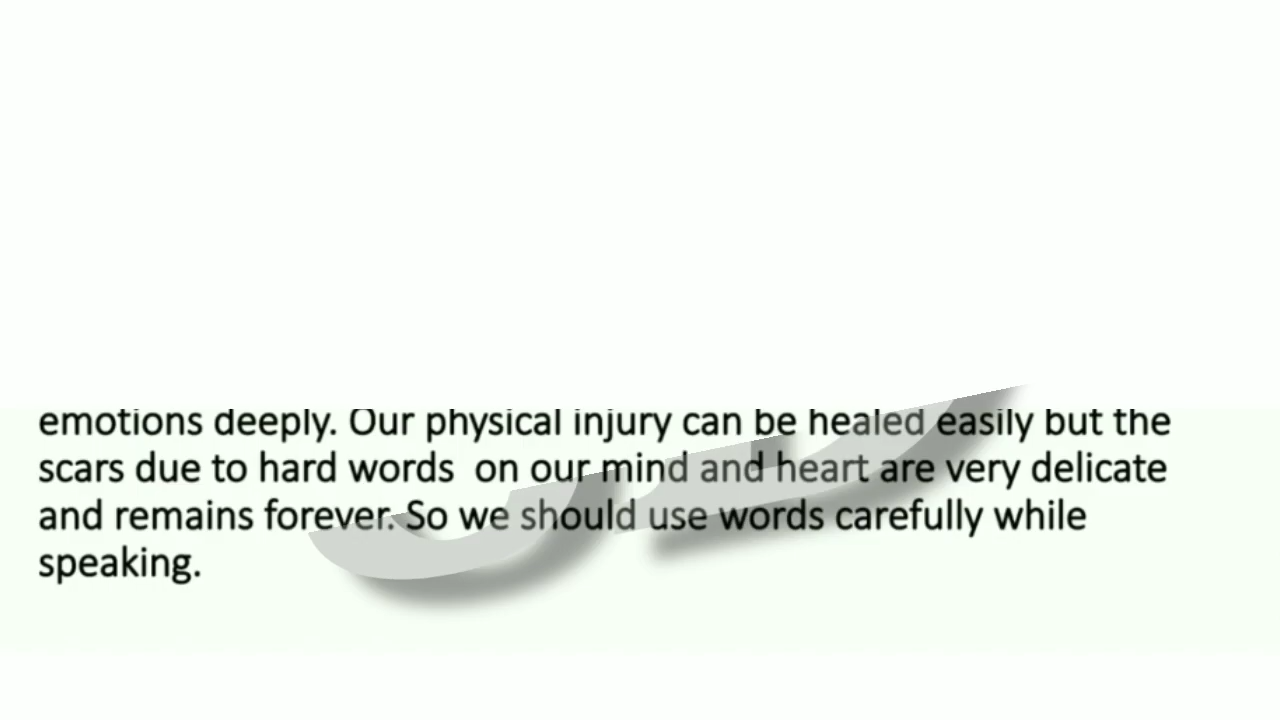 emotions deeply. Our physical injury can be healed easily but the
scars due to hard words  on our mind and heart are very delicate
and remains forever. So we should use words carefully while
speaking.